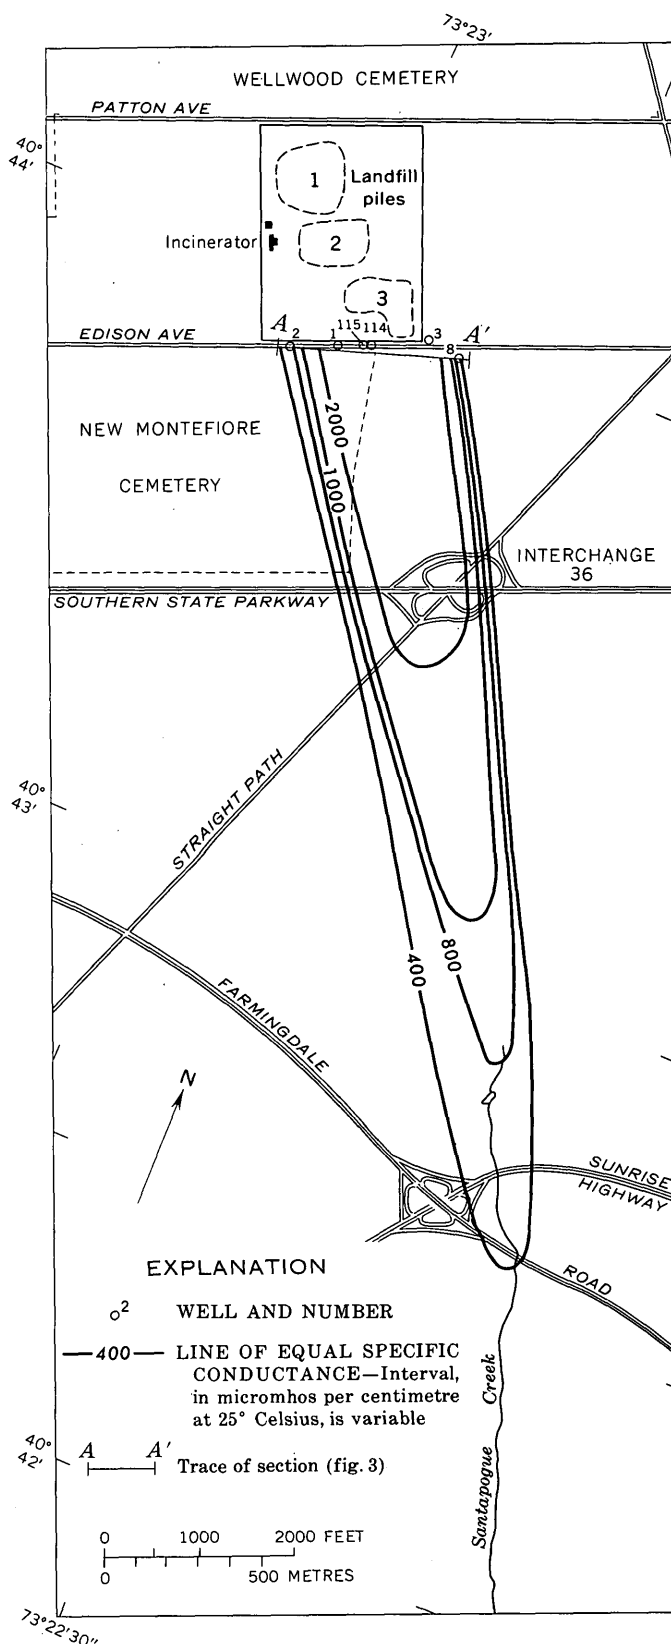 73°23'
WELLWOOD CEMETERY
PATTON AVE
40°
44'
1
Landfill
piles
Incinerator
2
3
EDISON AVE
A
2
1
115
114
3
8
A'
NEW MONTEFIORE
CEMETERY
2000
1000
INTERCHANGE
36
SOUTHERN STATE PARKWAY
STRAIGHT PATH
40°
43'
800
400
FARMINGDALE
N
SUNRISE
HIGHWAY
ROAD
EXPLANATION
2
WELL AND NUMBER
400
LINE OF EQUAL SPECIFIC
CONDUCTANCE—Interval,
in micromhos per centimetre
at 25° Celsius, is variable
A A'
Trace of section (fig. 3)
Santapogue Creek
40°
42'
0 1000 2000 FEET
0 500 METRES
73°22'30"